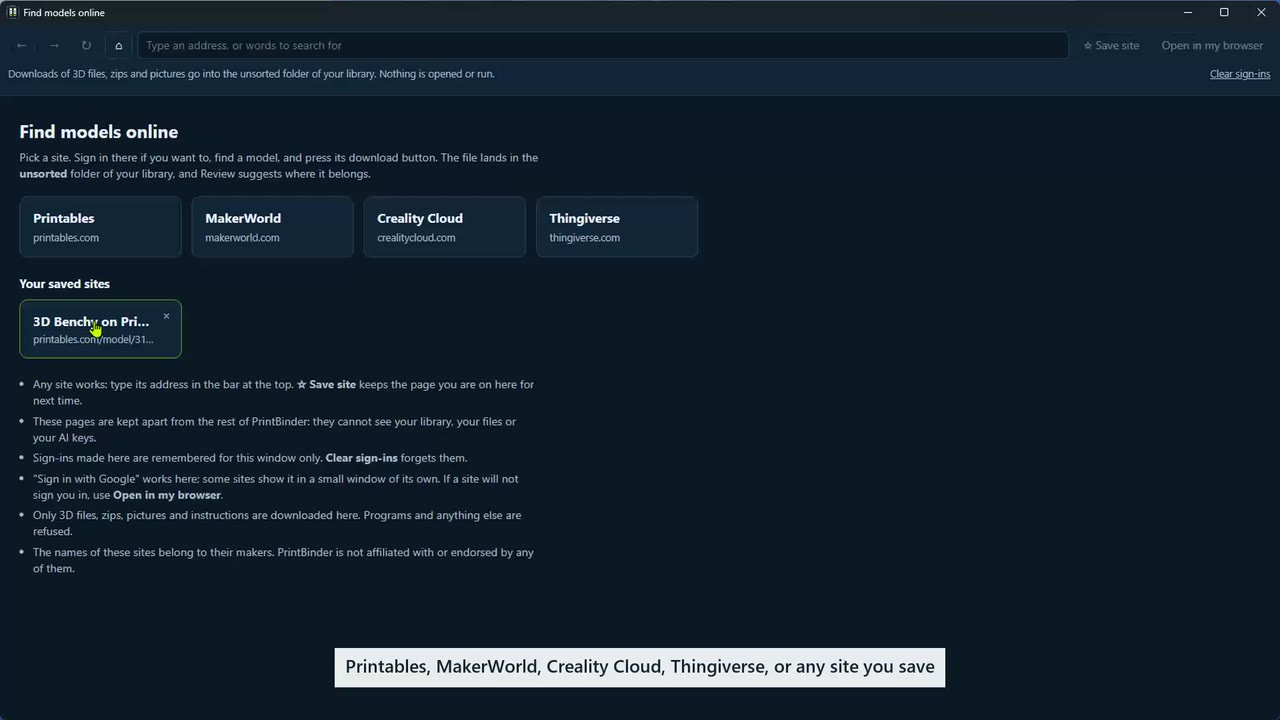 Find models online
Type an address, or words to search for
☆ Save site
Open in my browser
Downloads of 3D files, zips and pictures go into the unsorted folder of your library. Nothing is opened or run.
Clear sign-ins
Find models online
Pick a site. Sign in there if you want to, find a model, and press its download button. The file lands in the
unsorted folder of your library, and Review suggests where it belongs.
Printables
printables.com
MakerWorld
makerworld.com
Creality Cloud
crealitycloud.com
Thingiverse
thingiverse.com
Your saved sites
3D Benchy on Pri...
printables.com/model/31...
• Any site works: type its address in the bar at the top. ☆ Save site keeps the page you are on here for
next time.
• These pages are kept apart from the rest of PrintBinder: they cannot see your library, your files or
your AI keys.
• Sign-ins made here are remembered for this window only. Clear sign-ins forgets them.
• "Sign in with Google" works here; some sites show it in a small window of its own. If a site will not
sign you in, use Open in my browser.
• Only 3D files, zips, pictures and instructions are downloaded here. Programs and anything else are
refused.
• The names of these sites belong to their makers. PrintBinder is not affiliated with or endorsed by any
of them.
Printables, MakerWorld, Creality Cloud, Thingiverse, or any site you save